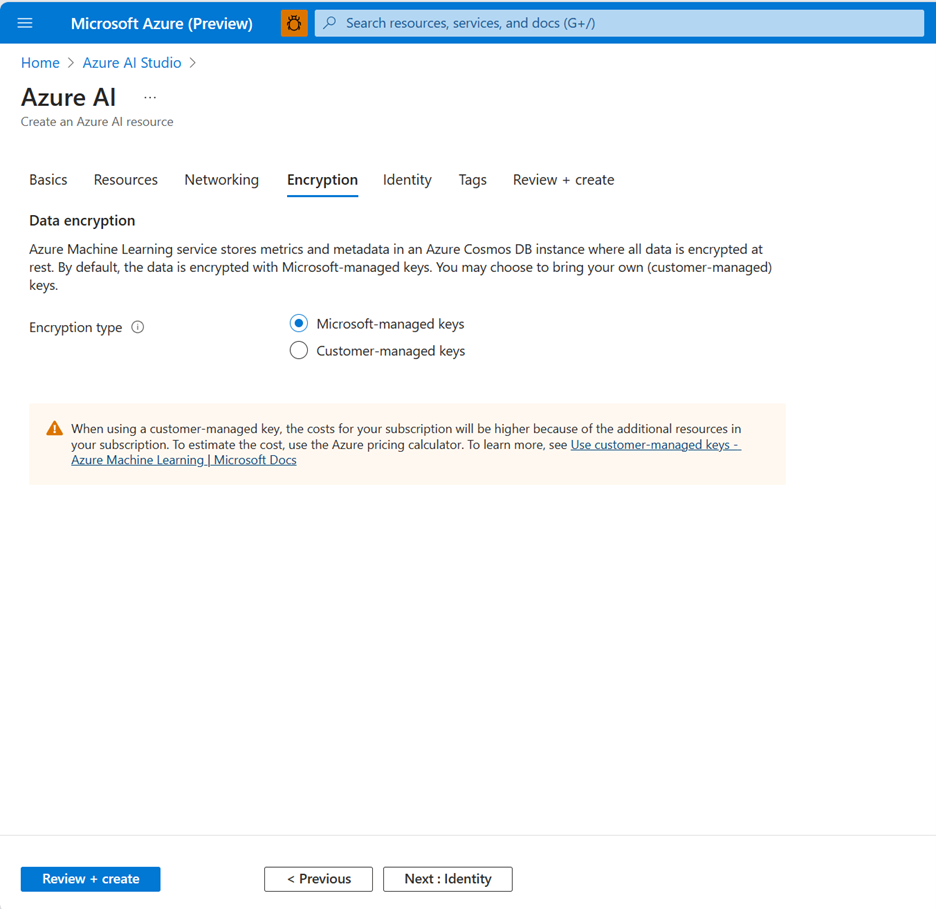 Microsoft Azure (Preview)
Search resources, services, and docs (G+/)
Home > Azure AI Studio >
Azure AI ...
Create an Azure AI resource
Basics Resources Networking Encryption Identity Tags Review + create
Data encryption
Azure Machine Learning service stores metrics and metadata in an Azure Cosmos DB instance where all data is encrypted at
rest. By default, the data is encrypted with Microsoft-managed keys. You may choose to bring your own (customer-managed)
keys.
Encryption type
Microsoft-managed keys
Customer-managed keys
When using a customer-managed key, the costs for your subscription will be higher because of the additional resources in
your subscription. To estimate the cost, use the Azure pricing calculator. To learn more, see Use customer-managed keys -
Azure Machine Learning | Microsoft Docs
Review + create < Previous Next : Identity